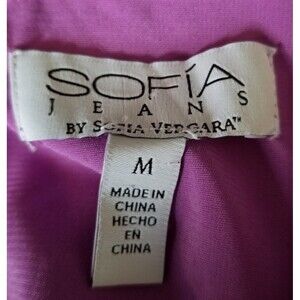 SOFÍA
JEANS
BY SOFIA VERGARA™
M
MADE IN
CHINA
HECHO
EN
CHINA